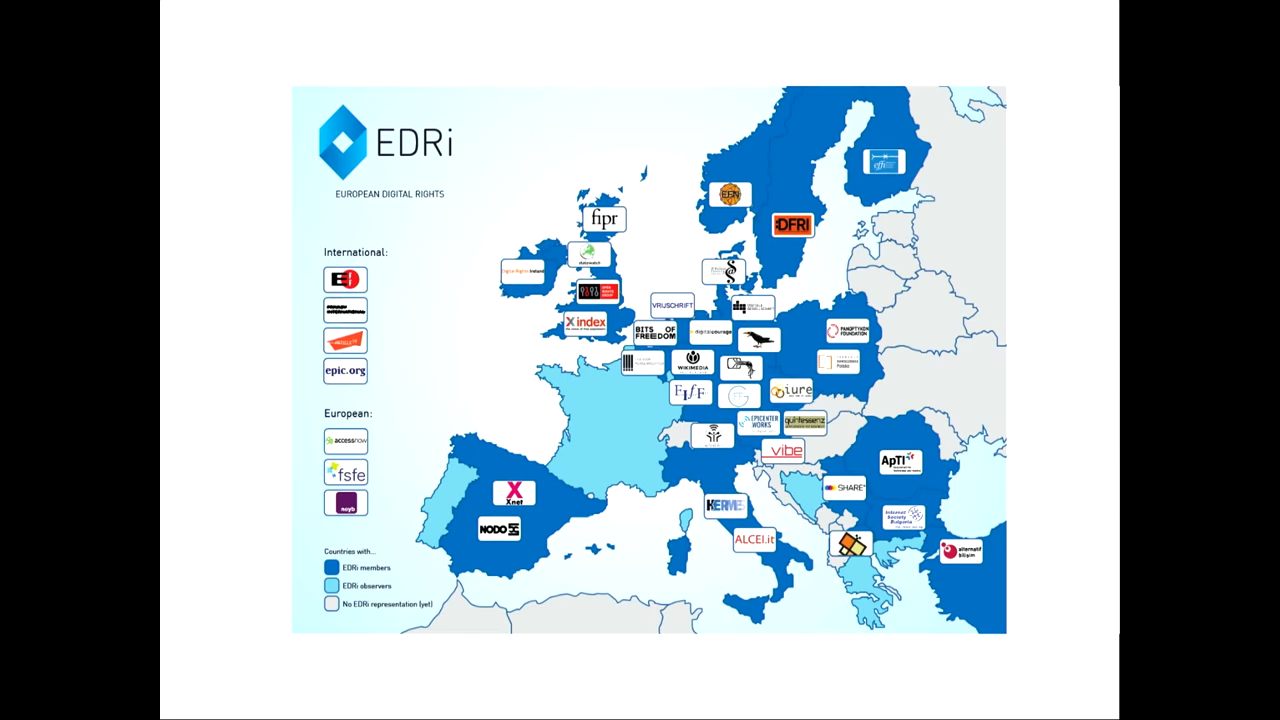 EDRi
EUROPEAN DIGITAL RIGHTS
International:
epic.org
European:
accessnow
fsfe
noyb
Countries with...
EDRi members
EDRi observers
No EDRi representation (yet)
effi
EFN
DFRI
fipr
statewatch
Digital Rights Ireland
OPEN RIGHTS GROUP
X index
VRIJSCHRIFT
BITS OF FREEDOM
digitalcourage
WIKIMEDIA
FIfF
PANOPTYKON FOUNDATION
iure
EPICENTER WORKS
quintessenz
vibe
ApTI
SHARE
Internet Society Bulgaria
alternatif bilişim
Xnet
NODO
HERME
ALCEI.it